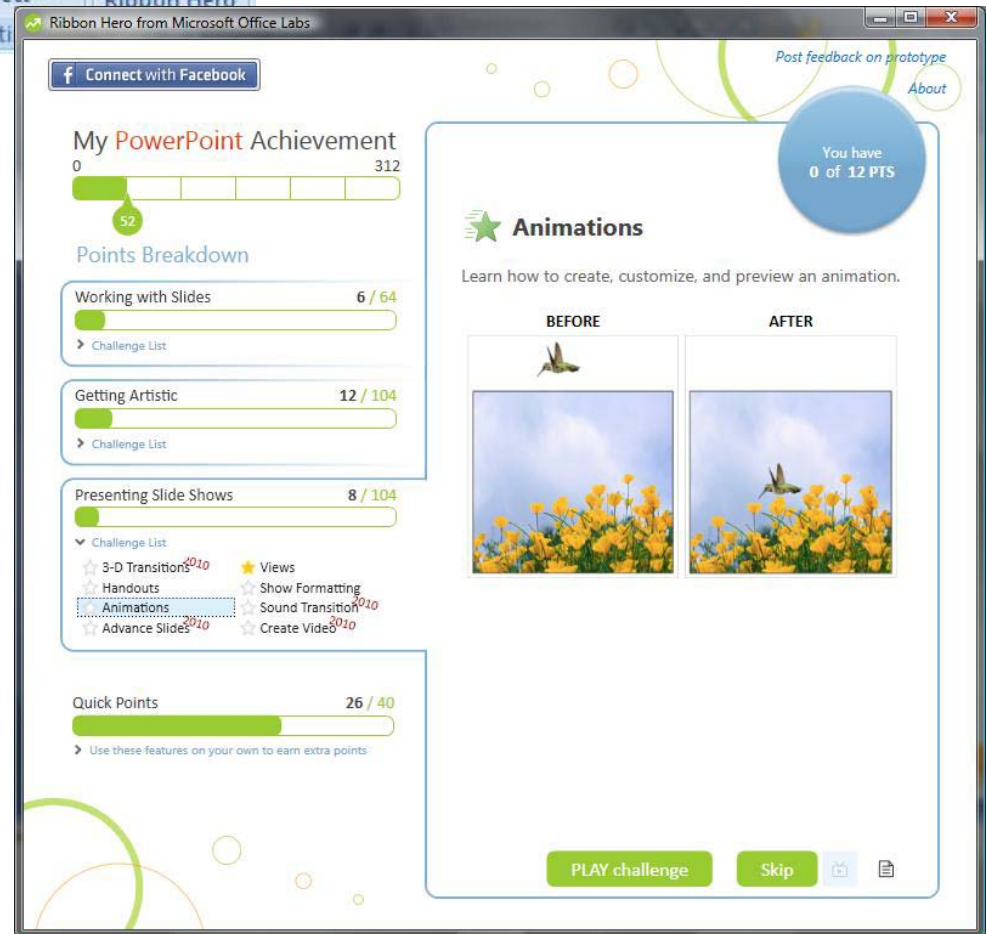 Ribbon Hero
Ribbon Hero from Microsoft Office Labs
f Connect with Facebook
Post feedback on prototype
About
My PowerPoint Achievement
0 312
52
You have
0 of 12 PTS
Points Breakdown
Working with Slides 6 / 64
Challenge List
Getting Artistic 12 / 104
Challenge List
Presenting Slide Shows 8 / 104
Challenge List
3-D Transitions 2010 Views
Handouts Show Formatting
Animations Sound Transition 2010
Advance Slides 2010 Create Video 2010
Quick Points 26 / 40
Use these features on your own to earn extra points
Animations
Learn how to create, customize, and preview an animation.
BEFORE AFTER
PLAY challenge Skip